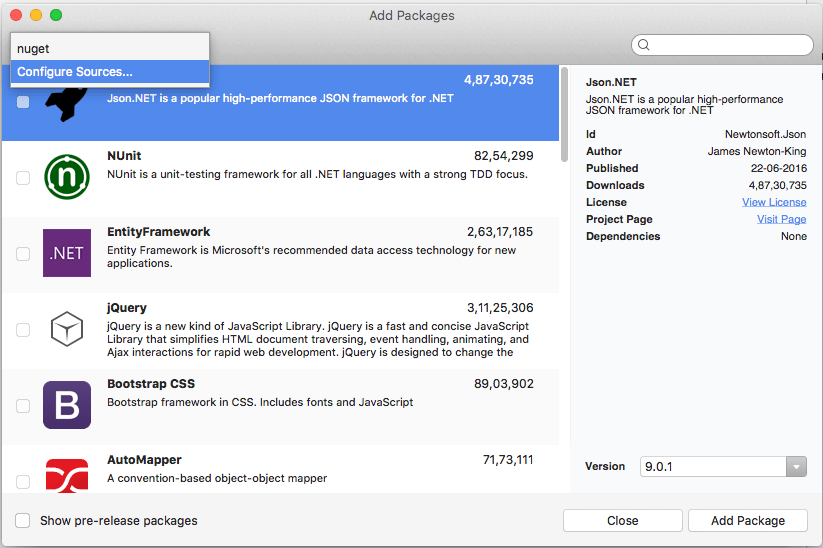 Add Packages
nuget
Configure Sources...
4,87,30,735
Json.NET is a popular high-performance JSON framework for .NET
NUnit
82,54,299
NUnit is a unit-testing framework for all .NET languages with a strong TDD focus.
n
EntityFramework
2,63,17,185
.NET
Entity Framework is Microsoft's recommended data access technology for new
applications.
jQuery
3,11,25,306
jQuery is a new kind of JavaScript Library. jQuery is a fast and concise JavaScript
Library that simplifies HTML document traversing, event handling, animating, and
Ajax interactions for rapid web development. jQuery is designed to change the
Bootstrap CSS
89,03,902
B
Bootstrap framework in CSS. Includes fonts and JavaScript
AutoMapper
71,73,111
A convention-based object-object mapper
Json.NET
Json.NET is a popular high-performance
JSON framework for .NET
Id Newtonsoft.Json
Author James Newton-King
Published 22-06-2016
Downloads 4,87,30,735
License View License
Project Page Visit Page
Dependencies None
Version 9.0.1
Show pre-release packages
Close
Add Package